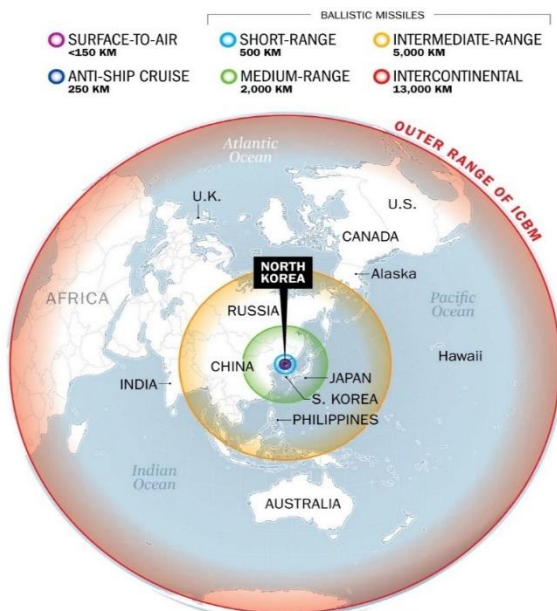 BALLISTIC MISSILES
SURFACE-TO-AIR
<150 KM
SHORT-RANGE
500 KM
INTERMEDIATE-RANGE
5,000 KM
ANTI-SHIP CRUISE
250 KM
MEDIUM-RANGE
2,000 KM
INTERCONTINENTAL
13,000 KM
OUTER RANGE OF ICBM
Atlantic
Ocean
U.K.
U.S.
CANADA
NORTH
KOREA
Alaska
AFRICA
RUSSIA
Pacific
Ocean
Hawaii
CHINA
INDIA
JAPAN
S. KOREA
PHILIPPINES
Indian
Ocean
AUSTRALIA